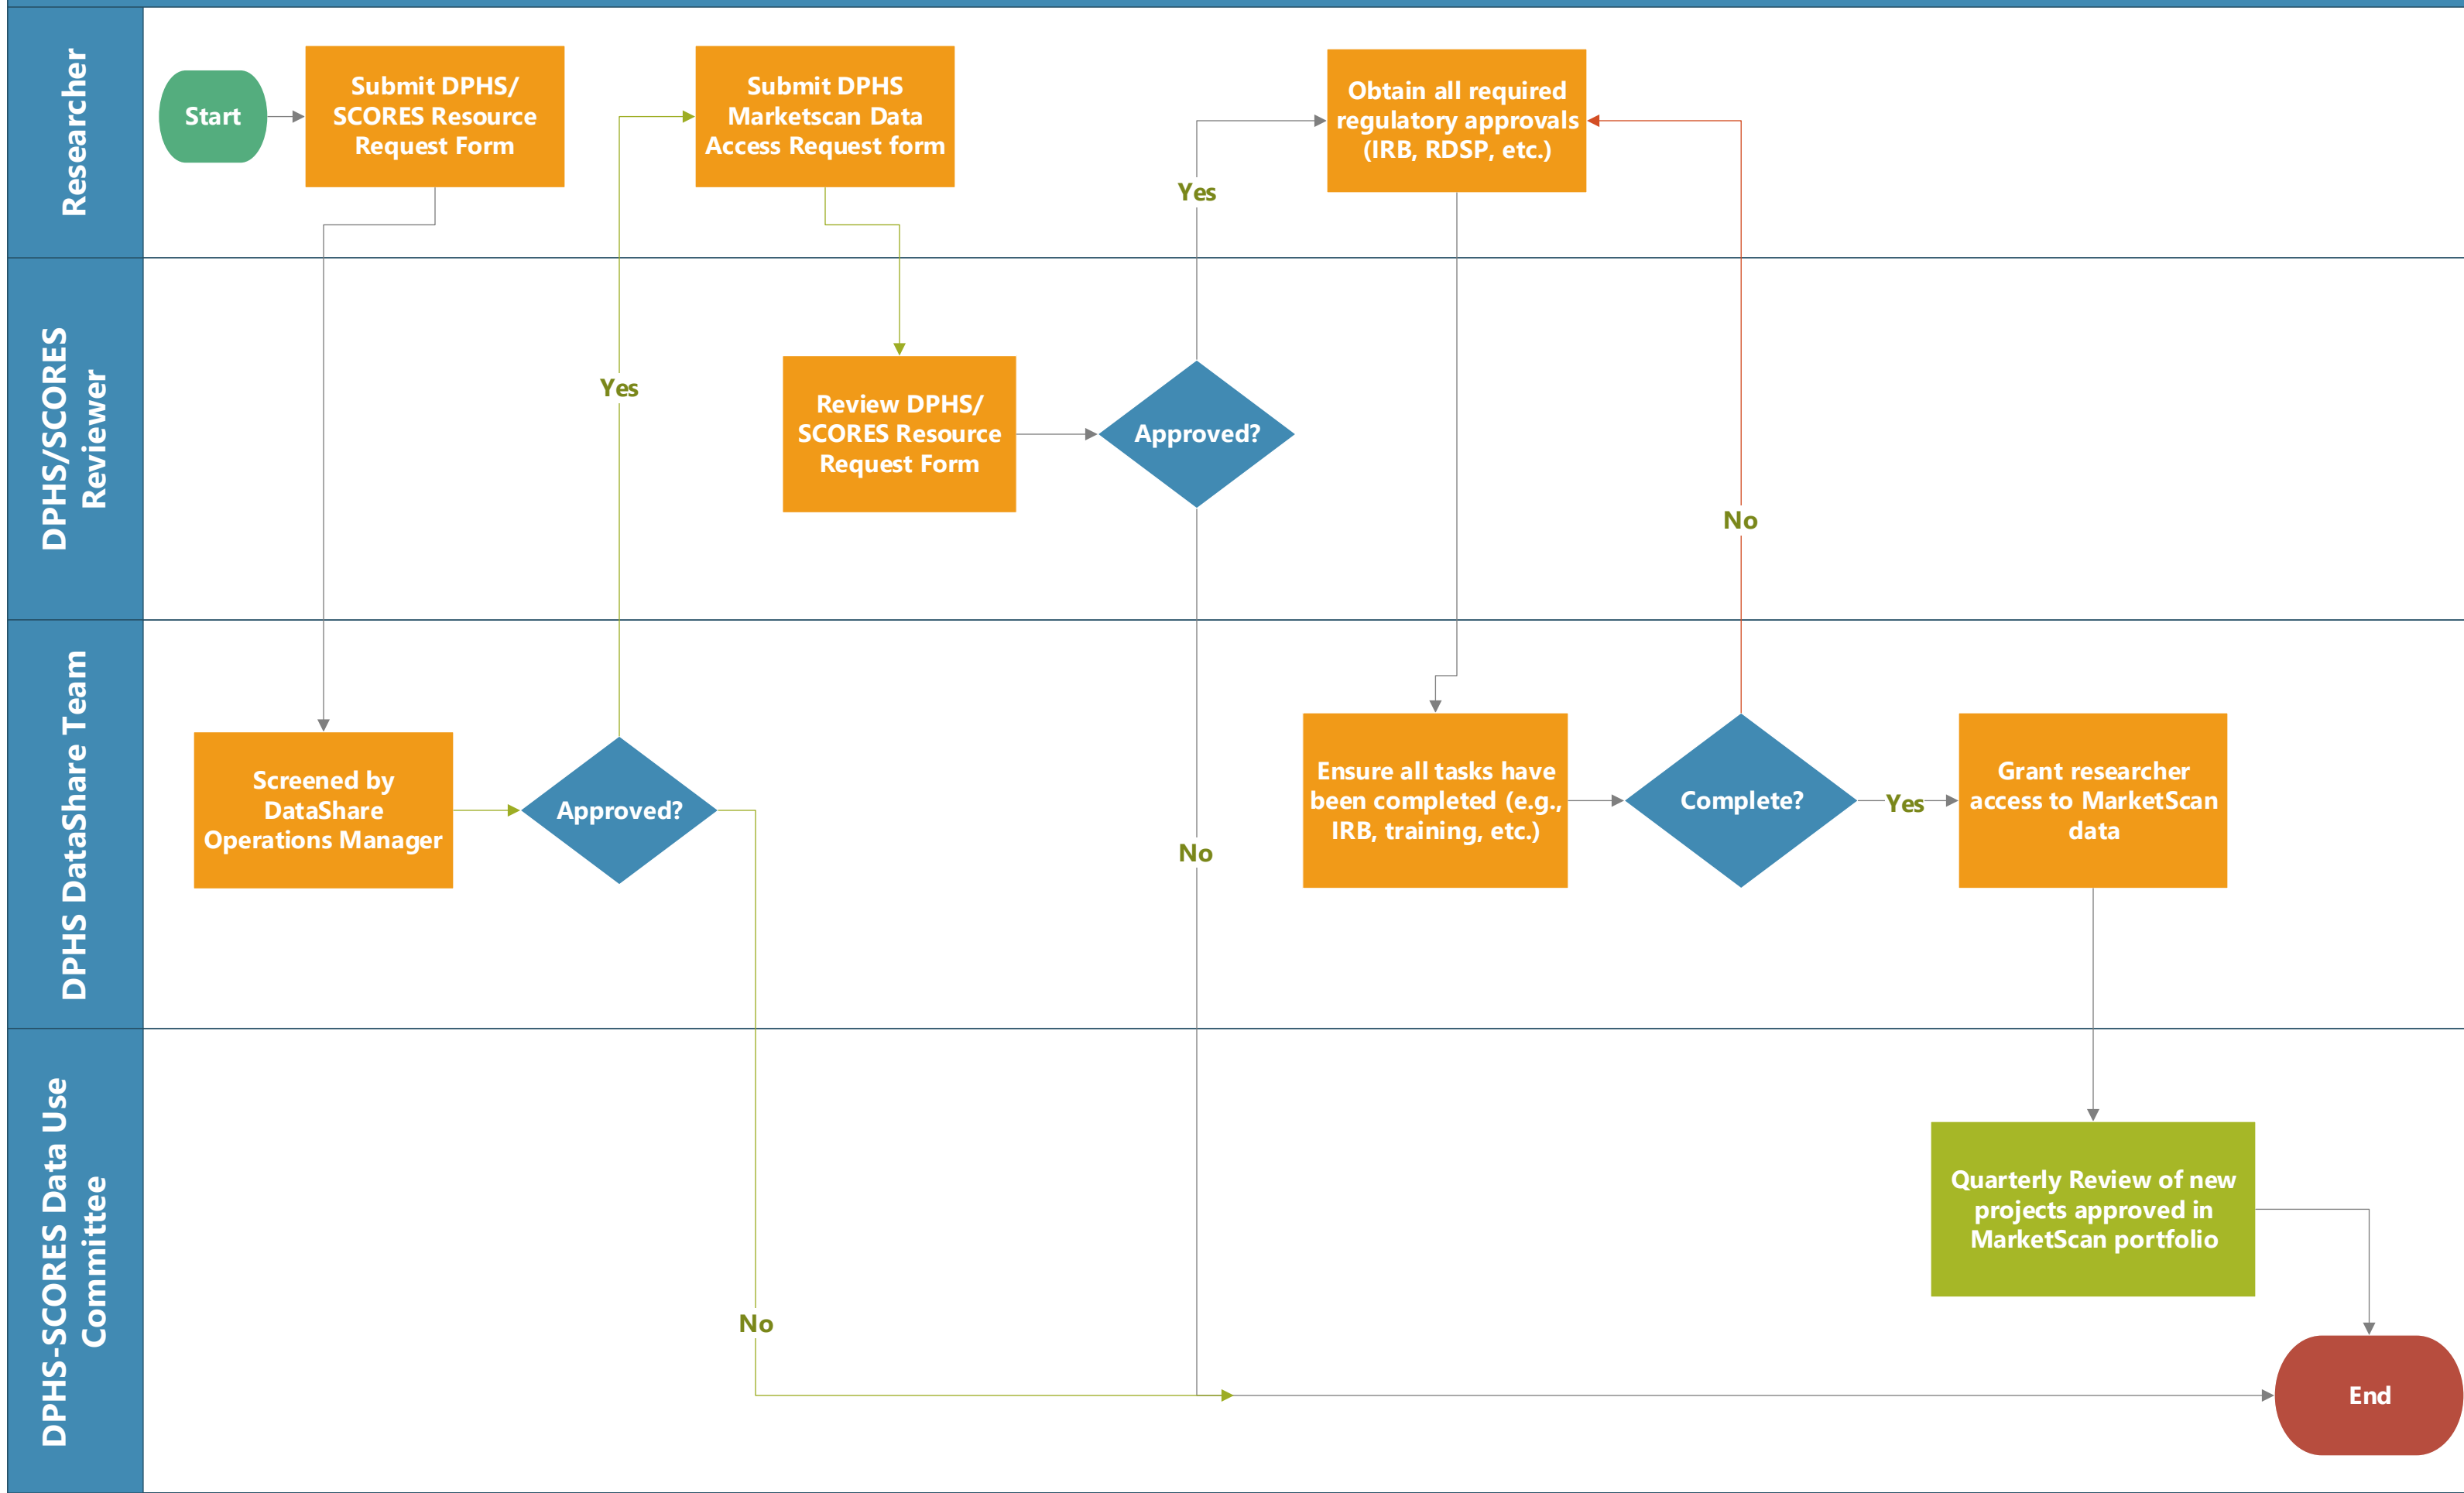 Researcher
Start
Submit DPHS/
SCORES Resource
Request Form
Submit DPHS
Marketscan Data
Access Request form
Obtain all required
regulatory approvals
(IRB, RDSP, etc.)
Yes
DPHS/SCORES
Reviewer
Yes
Review DPHS/
SCORES Resource
Request Form
Approved?
No
DPHS DataShare Team
Screened by
DataShare
Operations Manager
Approved?
No
Ensure all tasks have
been completed (e.g.,
IRB, training, etc.)
Complete?
Yes
Grant researcher
access to MarketScan
data
DPHS-SCORES Data Use
Committee
Quarterly Review of new
projects approved in
MarketScan portfolio
No
End